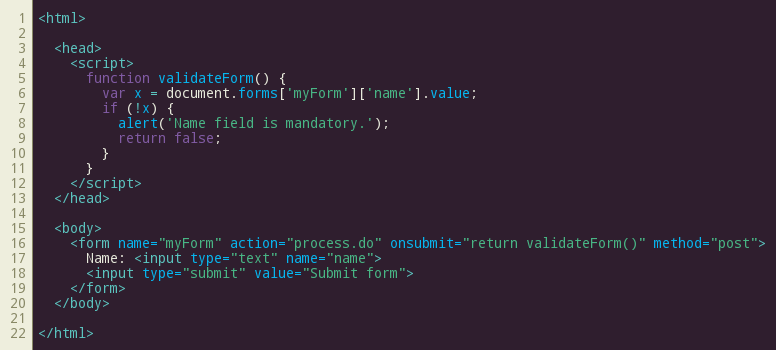 1 <html>
2
3   <head>
4     <script>
5       function validateForm() {
6         var x = document.forms['myForm']['name'].value;
7         if (!x) {
8           alert('Name field is mandatory.');
9           return false;
10         }
11       }
12     </script>
13   </head>
14
15   <body>
16     <form name="myForm" action="process.do" onsubmit="return validateForm()" method="post">
17       Name: <input type="text" name="name">
18       <input type="submit" value="Submit form">
19     </form>
20   </body>
21
22 </html>